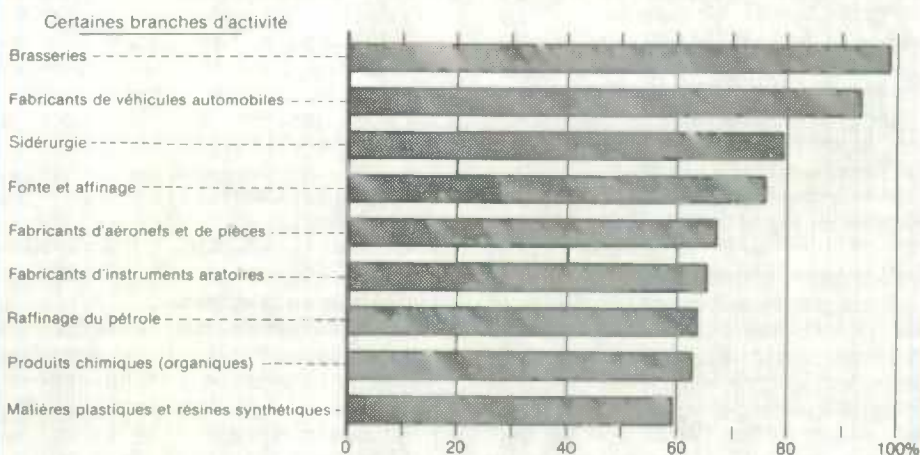 Certaines branches d'activité
Brasseries
Fabricants de véhicules automobiles
Sidérurgie
Fonte et affinage
Fabricants d'aéronefs et de pièces
Fabricants d'instruments aratoires
Raffinage du pétrole
Produits chimiques (organiques)
Matières plastiques et résines synthétiques
0 20 40 60 80 100%